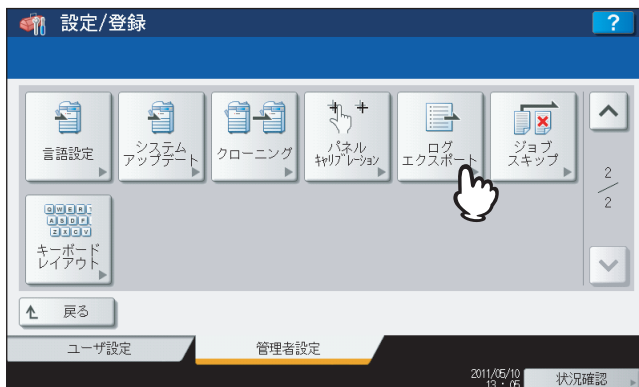 設定/登録
?
言語設定
システム
アップデート
クローニング
パネル
ｷｬﾘﾌﾞﾚｰｼｮﾝ
ログ
エクスポート
ジョブ
スキップ
2
2
Q W E R T
A S D F
Z X C V
キーボード
レイアウト
戻る
ユーザ設定
管理者設定
2011/05/10
13 : 05
状況確認